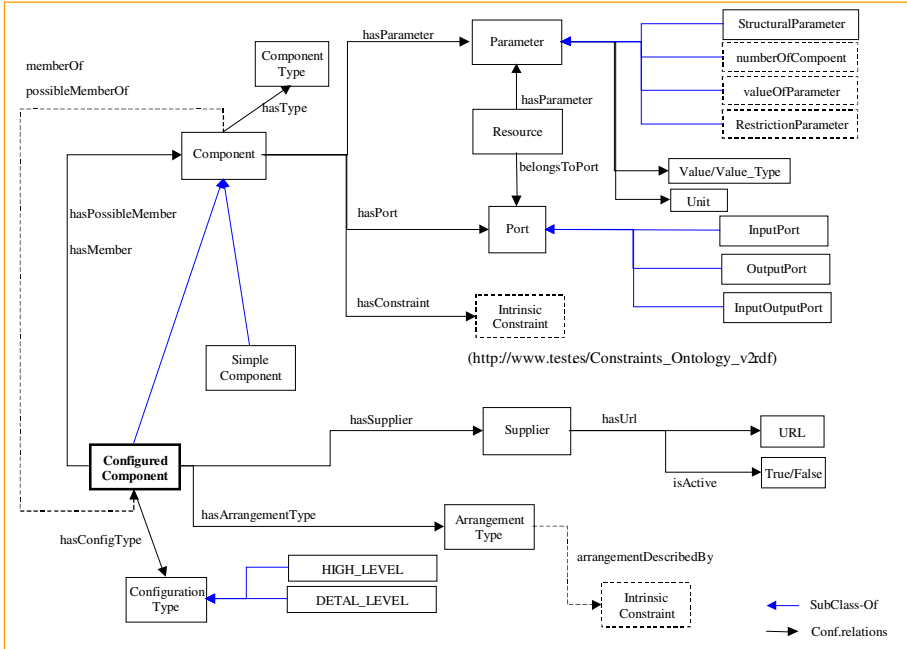 StructuralParameter
hasParameter
Parameter
Component
Type
numberOfCompoent
memberOf
possibleMemberOf
valueOfParameter
hasType
hasParameter
RestrictionParameter
Resource
Component
belongsToPort
Value/Value_Type
Unit
hasPossibleMember
hasPort
Port
InputPort
hasMember
OutputPort
hasConstraint
Intrinsic
Constraint
InputOutputPort
Simple
Component
(http://www.testes/Constraints_Ontology_v2rdf)
hasSupplier
Supplier
hasUrl
URL
Configured
Component
True/False
isActive
hasArrangementType
Arrangement
Type
hasConfigType
arrangementDescribedBy
HIGH_LEVEL
Configuration
Type
DETAL_LEVEL
Intrinsic
Constraint
SubClass-Of
Conf.relations